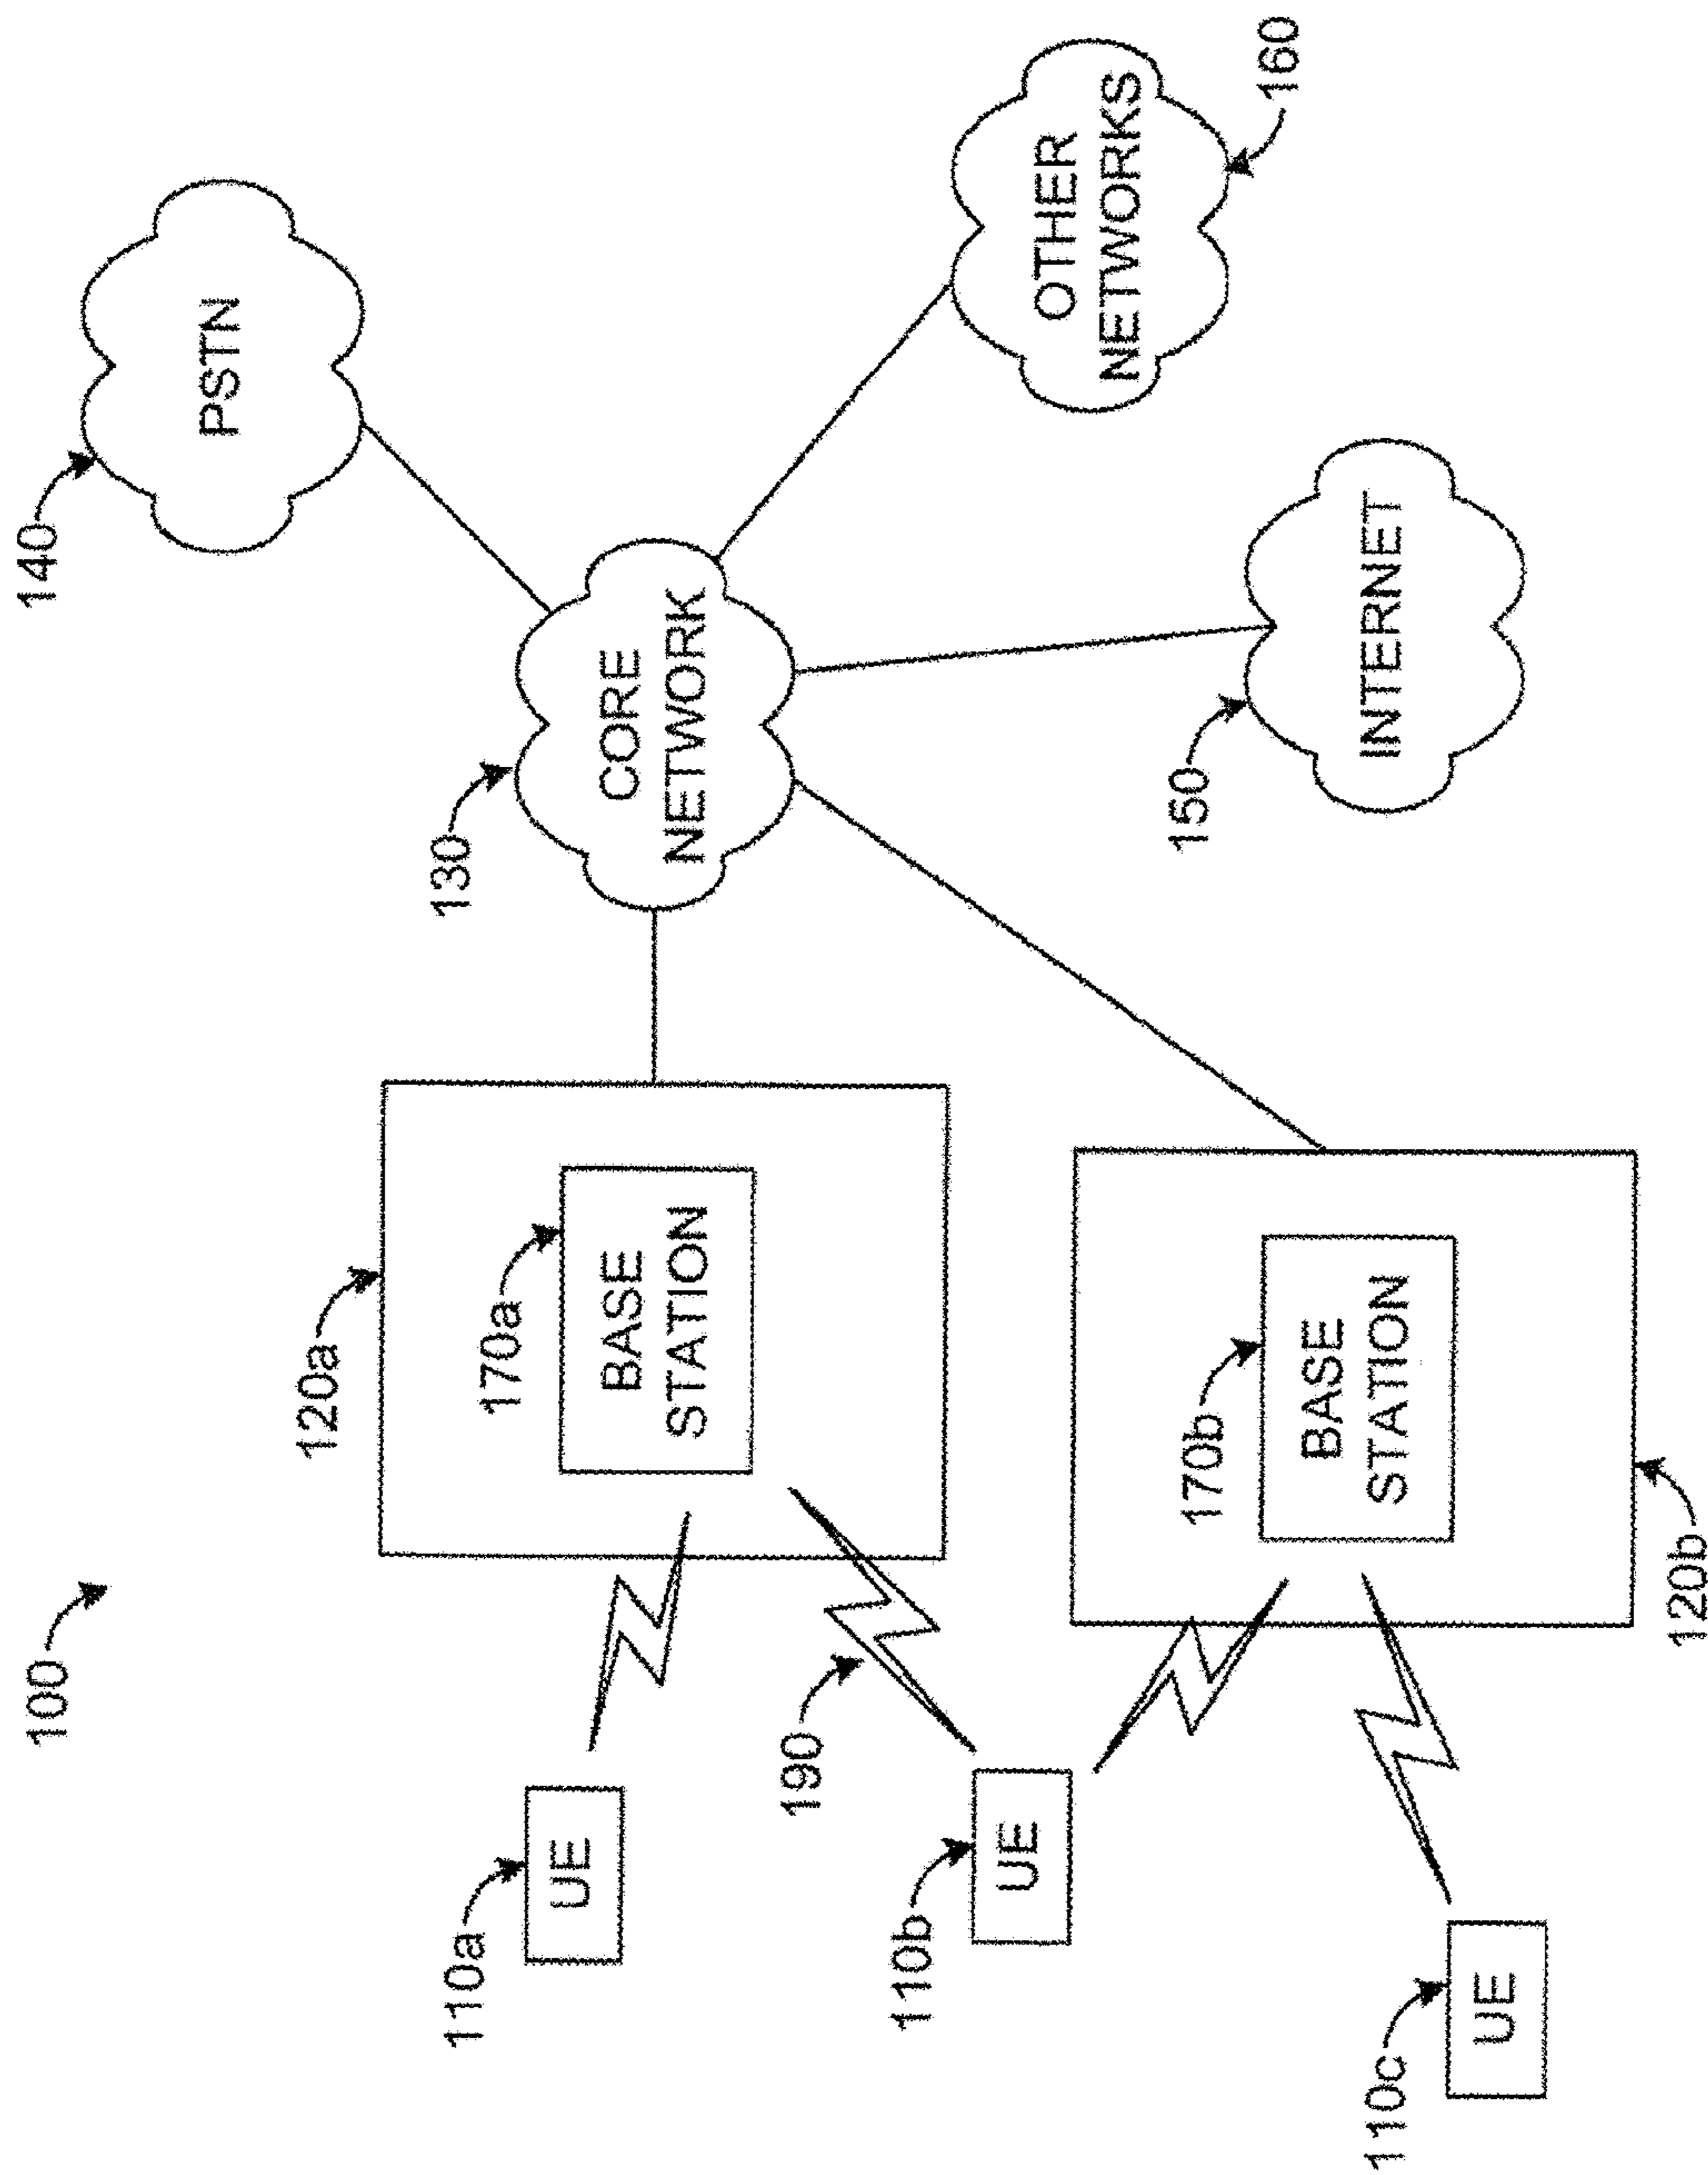 100
110a
UE
110b
UE
110c
UE
190
120a
170a
BASE
STATION
120b
170b
BASE
STATION
130
CORE
NETWORK
140
PSTN
150
INTERNET
160
OTHER
NETWORKS